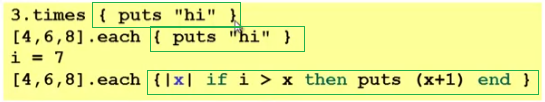 3.times { puts "hi" }
[4,6,8].each { puts "hi" }
i = 7
[4,6,8].each {|x| if i > x then puts (x+1) end }